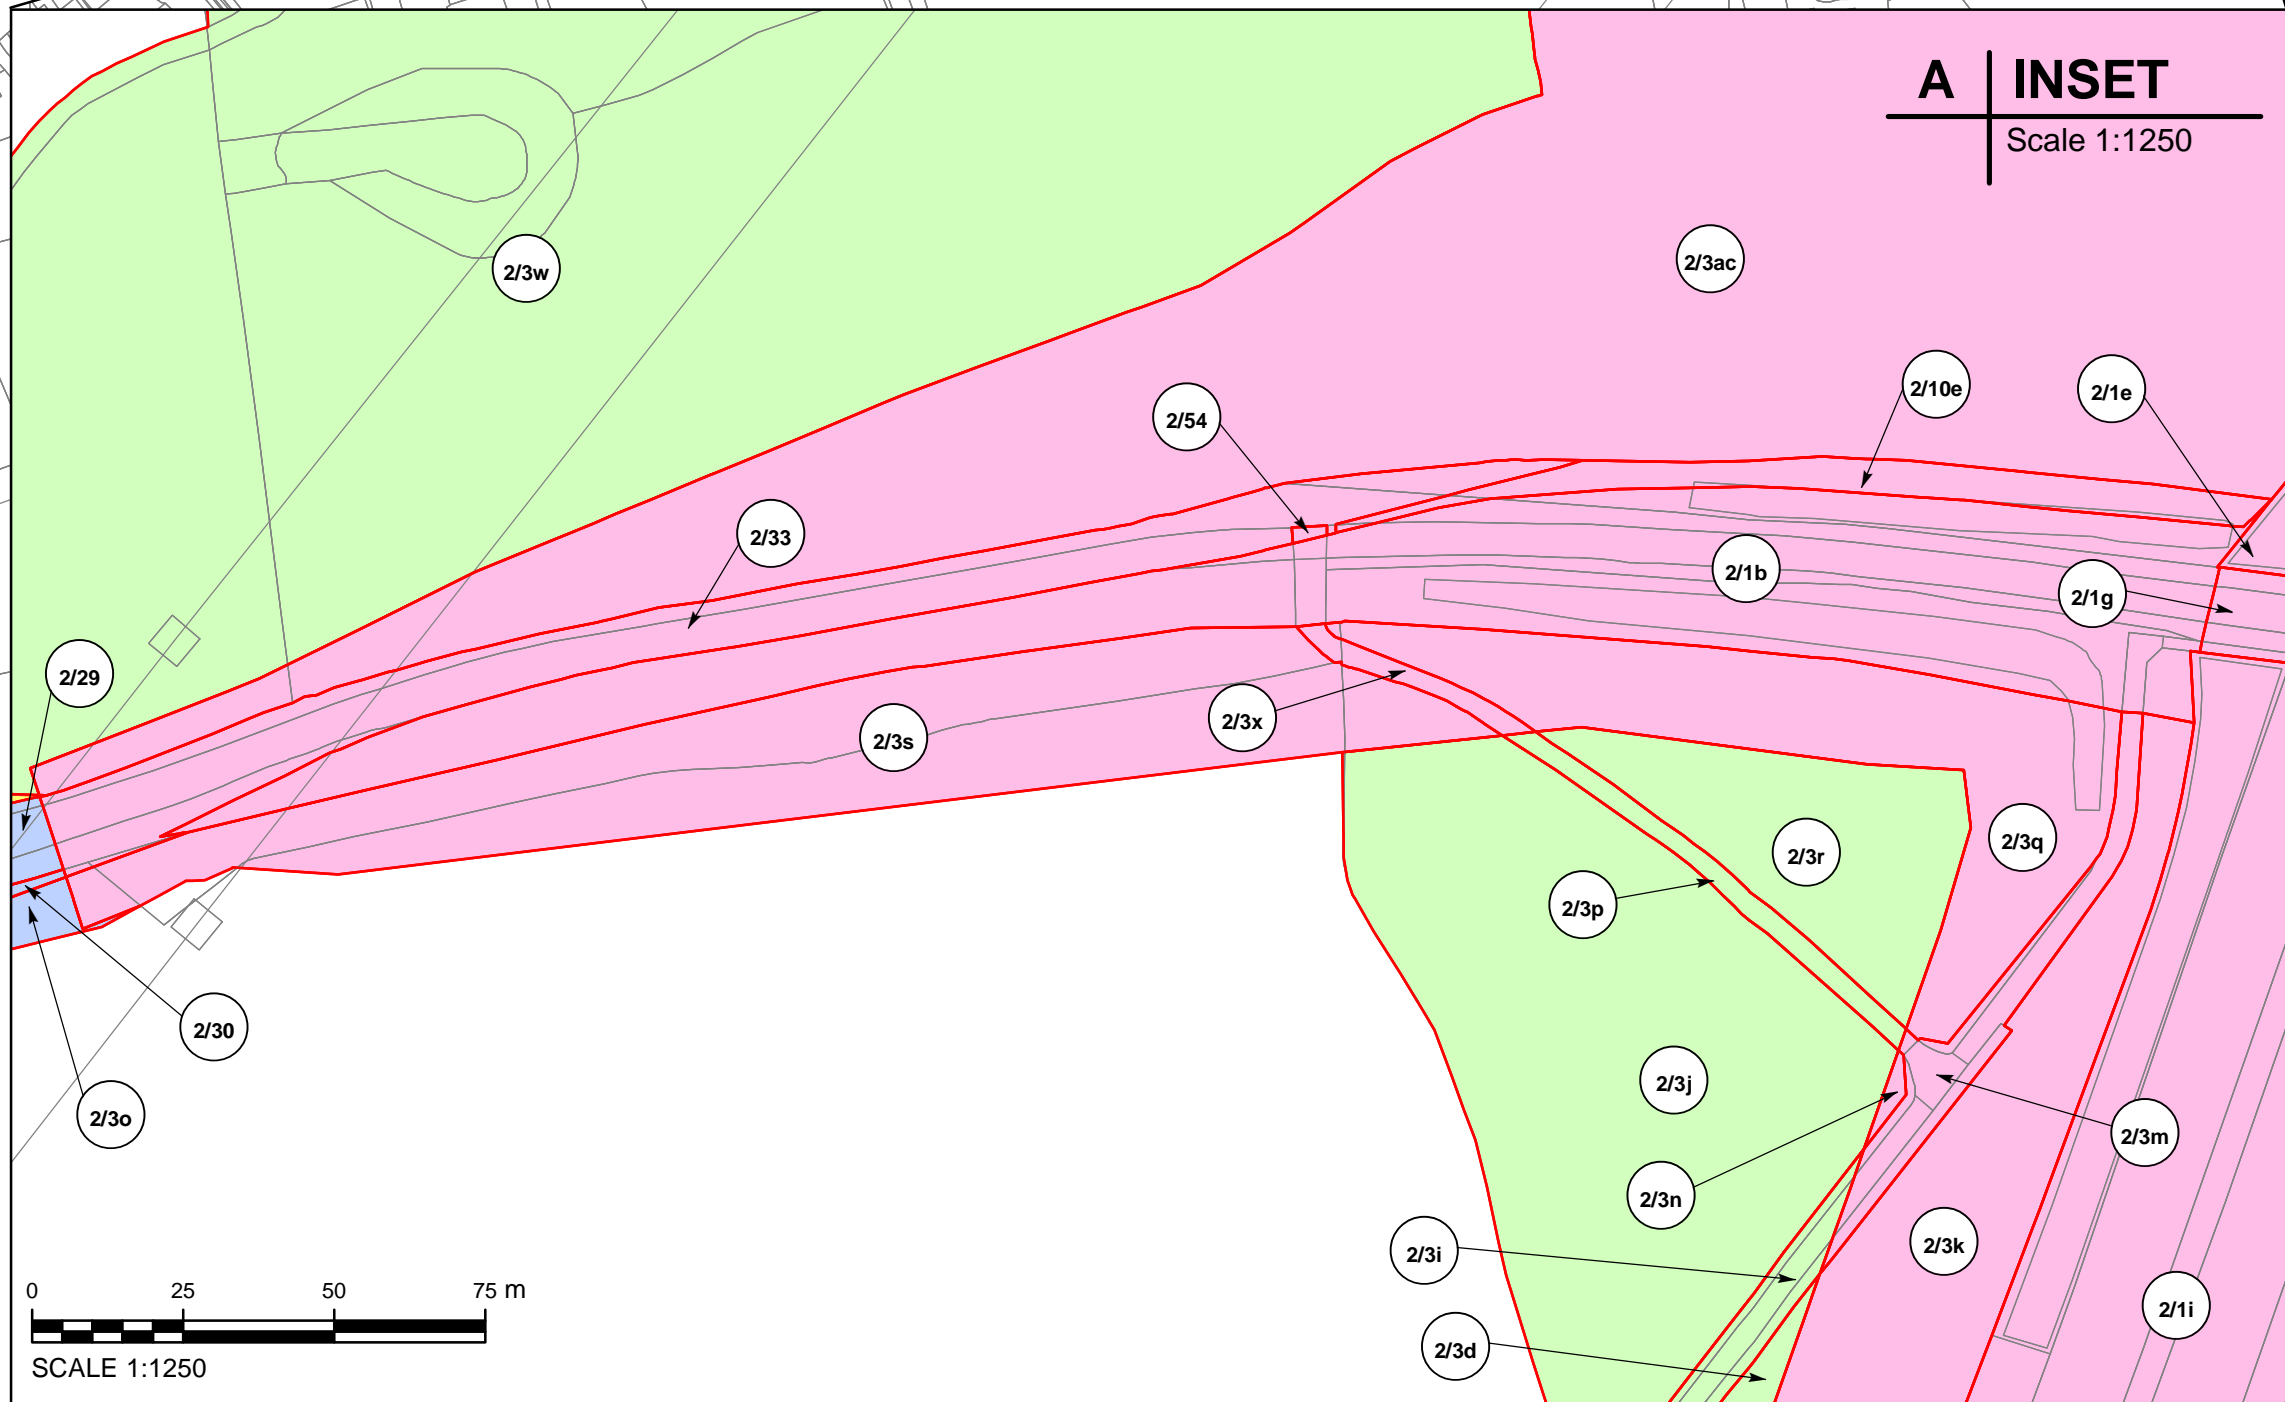 A INSET
Scale 1:1250
2/3w
2/3ac
2/10e
2/1e
2/54
2/33
2/1b
2/1g
2/29
2/3x
2/3s
2/3q
2/3r
2/3p
2/30
2/3j
2/3o
2/3m
2/3n
2/3k
2/3i
2/1i
2/3d
0 25 50 75 m
SCALE 1:1250